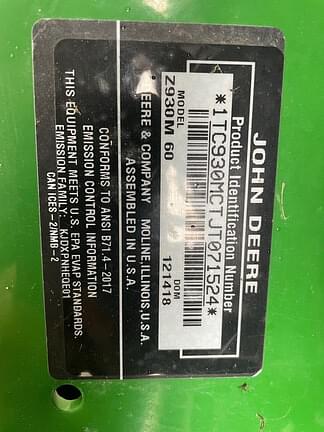 JOHN DEERE
Product Identification Number
*1TC930MCTJT071524*
MODEL DOM
Z930M 60 121418
DEERE & COMPANY MOLINE, ILLINOIS, U.S.A.
ASSEMBLED IN U.S.A.
CONFORMS TO ANSI B71.4-2017
EMISSION CONTROL INFORMATION
THIS EQUIPMENT MEETS U.S. EPA EVAP STANDARDS.
EMISSION FAMILY: KJDXPNHEQE01
CAN ICES-2/NMB-2